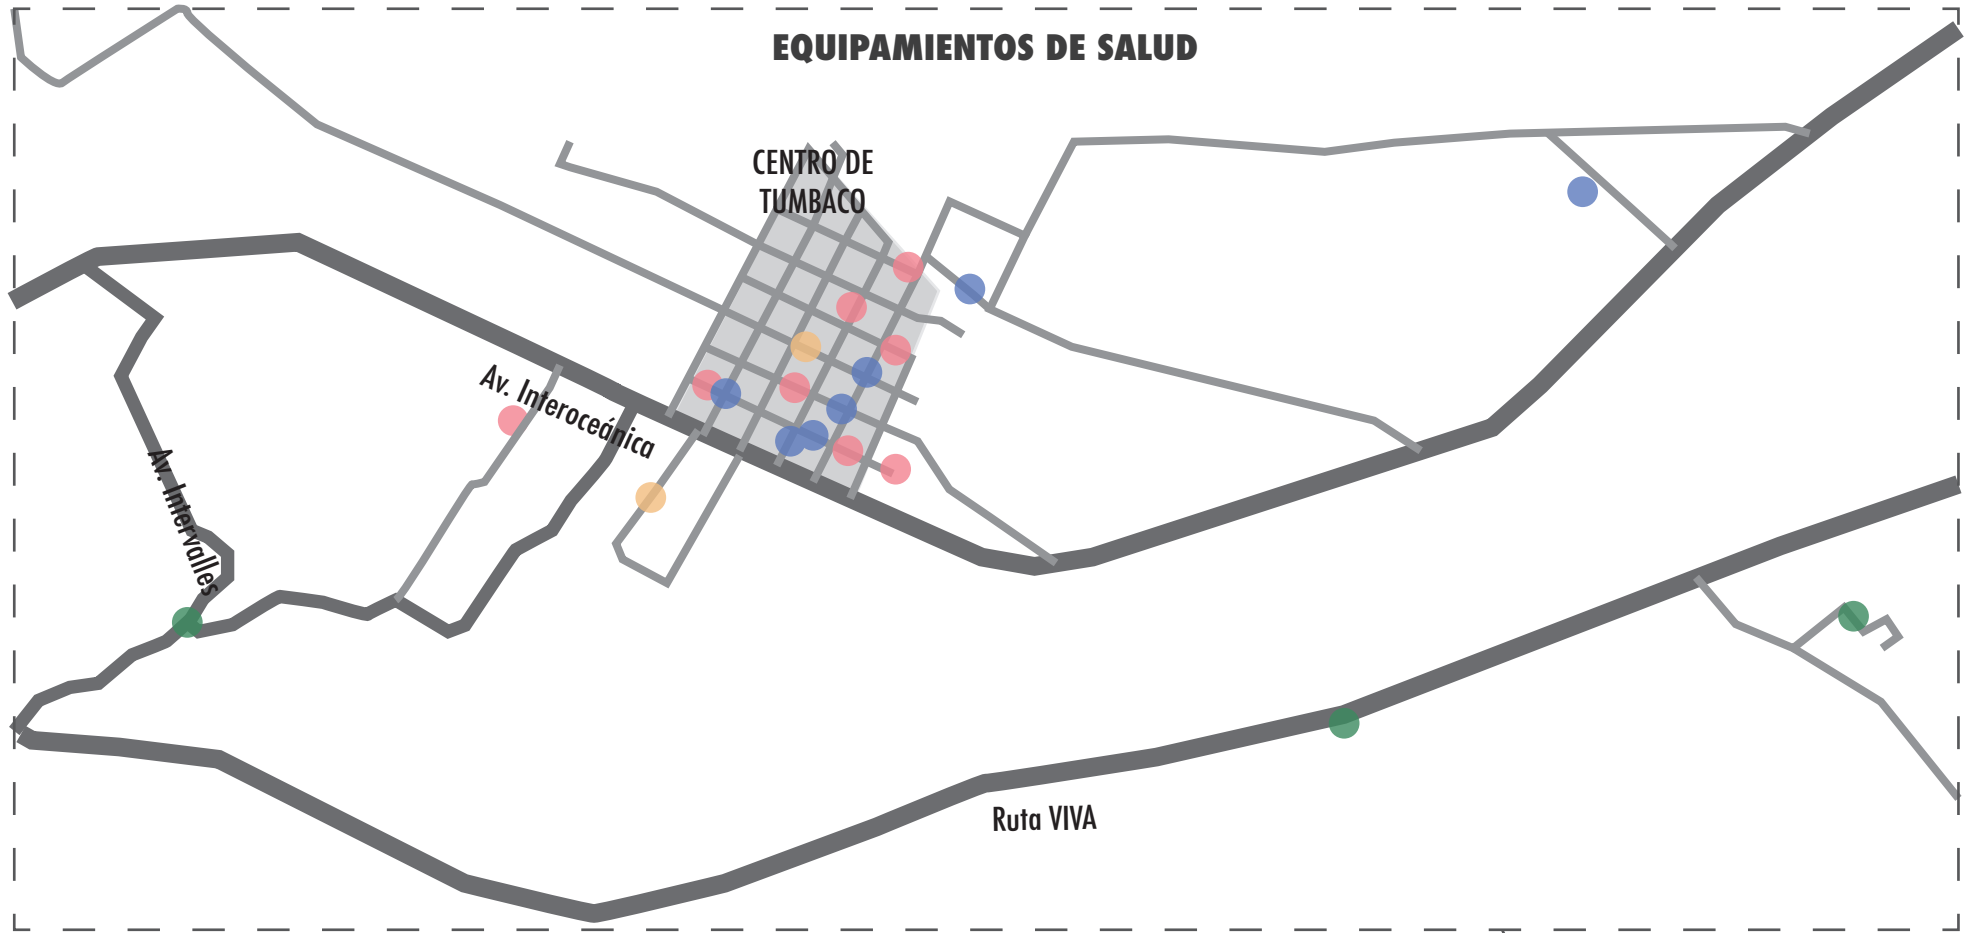 EQUIPAMIENTOS DE SALUD
CENTRO DE
TUMBACO
Av. Interoceánica
Av. Intervalles
Ruta VIVA